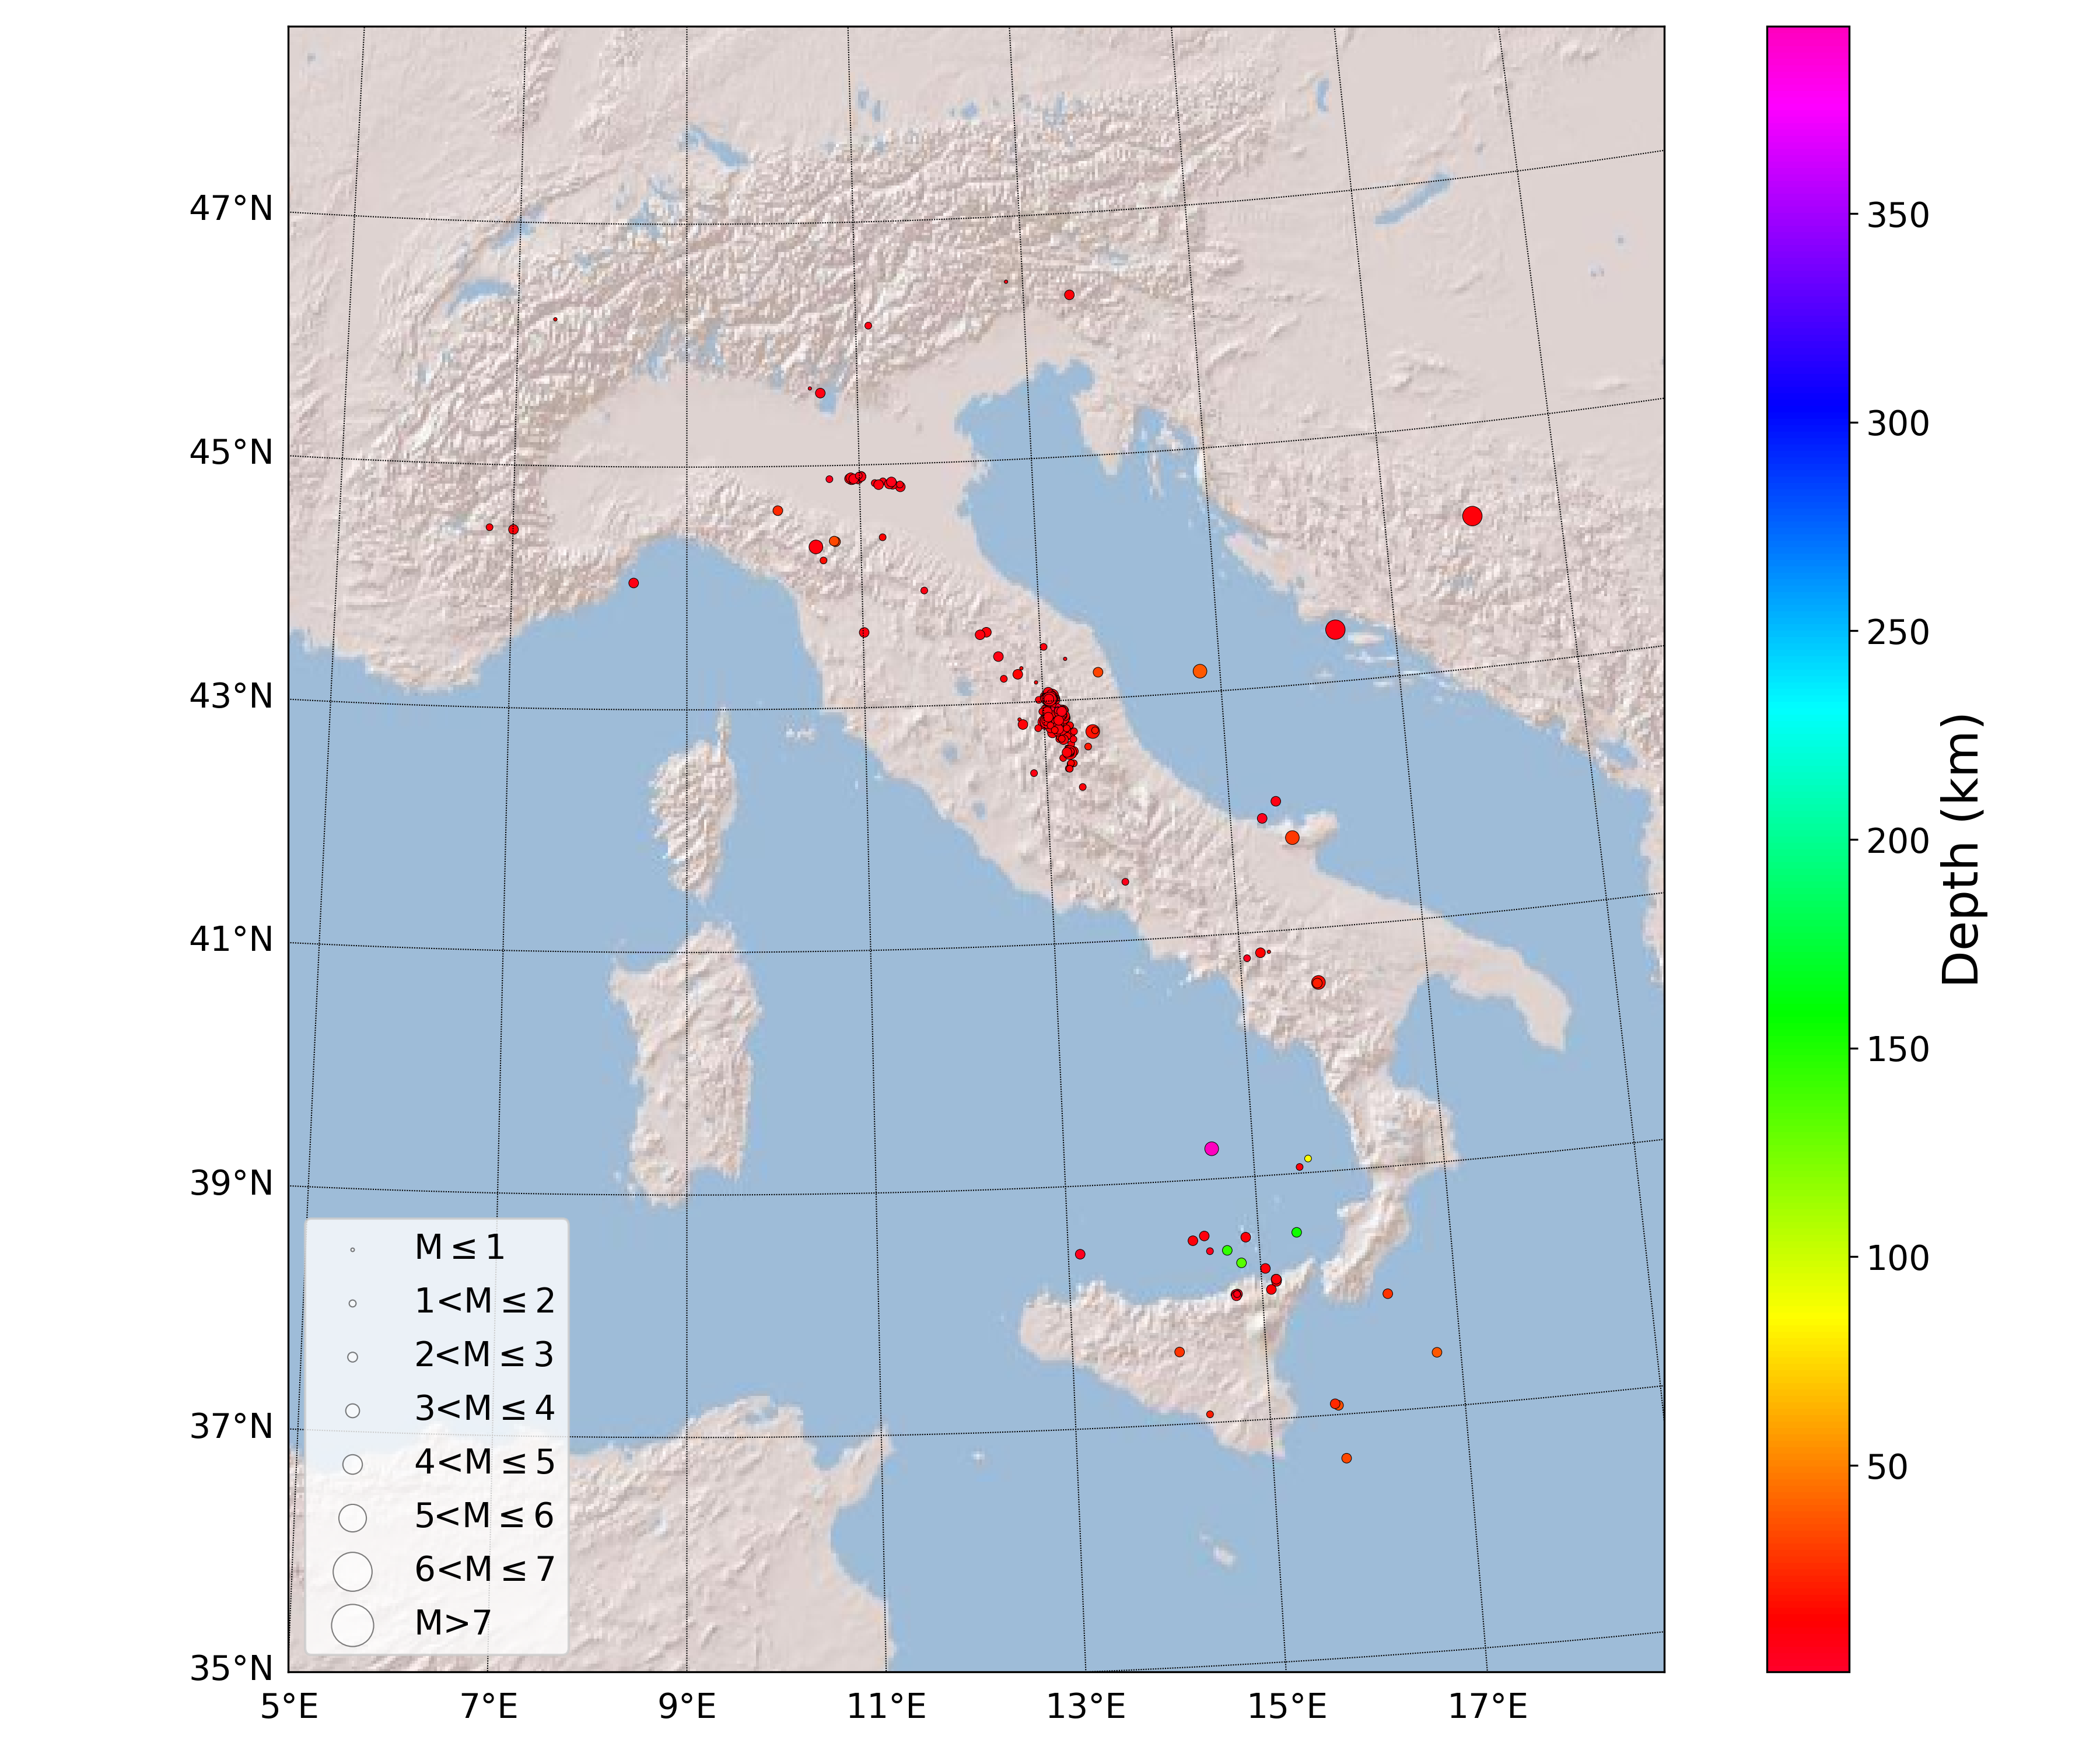 47°N
45°N
43°N
41°N
39°N
37°N
35°N
5°E 7°E 9°E 11°E 13°E 15°E 17°E
M ≤ 1
1<M ≤ 2
2<M ≤ 3
3<M ≤ 4
4<M ≤ 5
5<M ≤ 6
6<M ≤ 7
M>7
350
300
250
200
150
100
50
Depth (km)